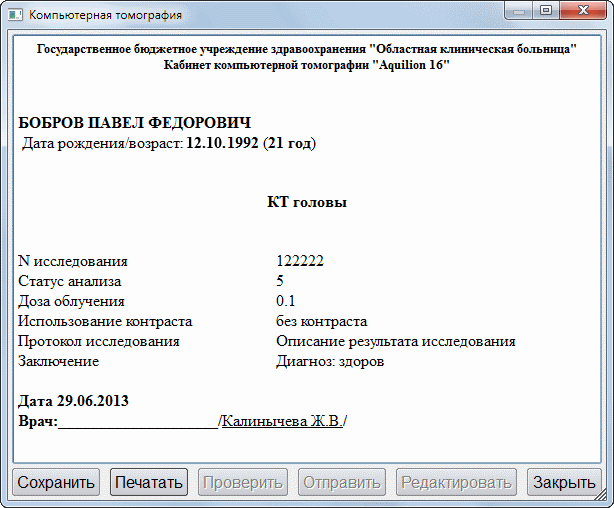 Компьютерная томография
Государственное бюджетное учреждение здравоохранения "Областная клиническая больница"
Кабинет компьютерной томографии "Aquilion 16"
БОБРОВ ПАВЕЛ ФЕДОРОВИЧ
Дата рождения/возраст: 12.10.1992 (21 год)
КТ головы
N исследования 122222
Статус анализа 5
Доза облучения 0.1
Использование контраста без контраста
Протокол исследования Описание результата исследования
Заключение Диагноз: здоров
Дата 29.06.2013
Врач:____________________/Калинычева Ж.В./
Сохранить Печатать Проверить Отправить Редактировать Закрыть